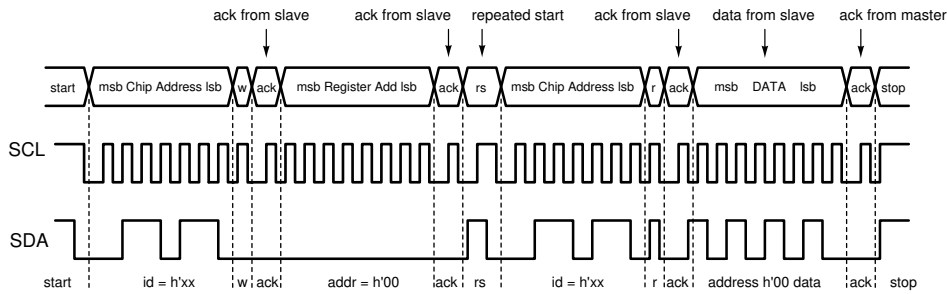 ack from slave ack from slave repeated start ack from slave data from slave ack from master
start msb Chip Address lsb w ack msb Register Add lsb ack rs msb Chip Address lsb r ack msb DATA lsb ack stop
SCL
SDA
start id = h'xx w ack addr = h'00 ack rs id = h'xx r ack address h'00 data ack stop